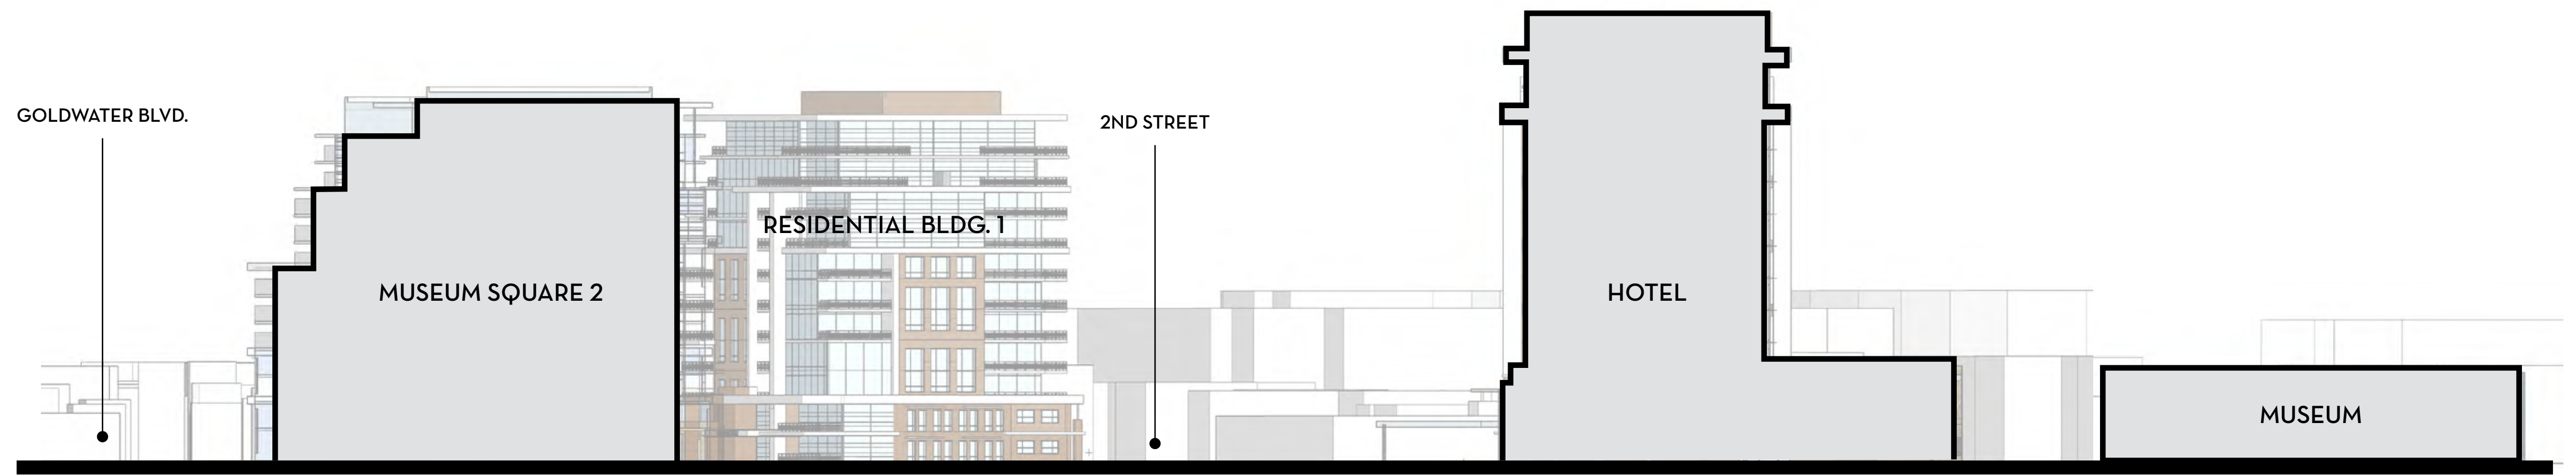 GOLDWATER BLVD.
2ND STREET
RESIDENTIAL BLDG. 1
MUSEUM SQUARE 2
HOTEL
MUSEUM